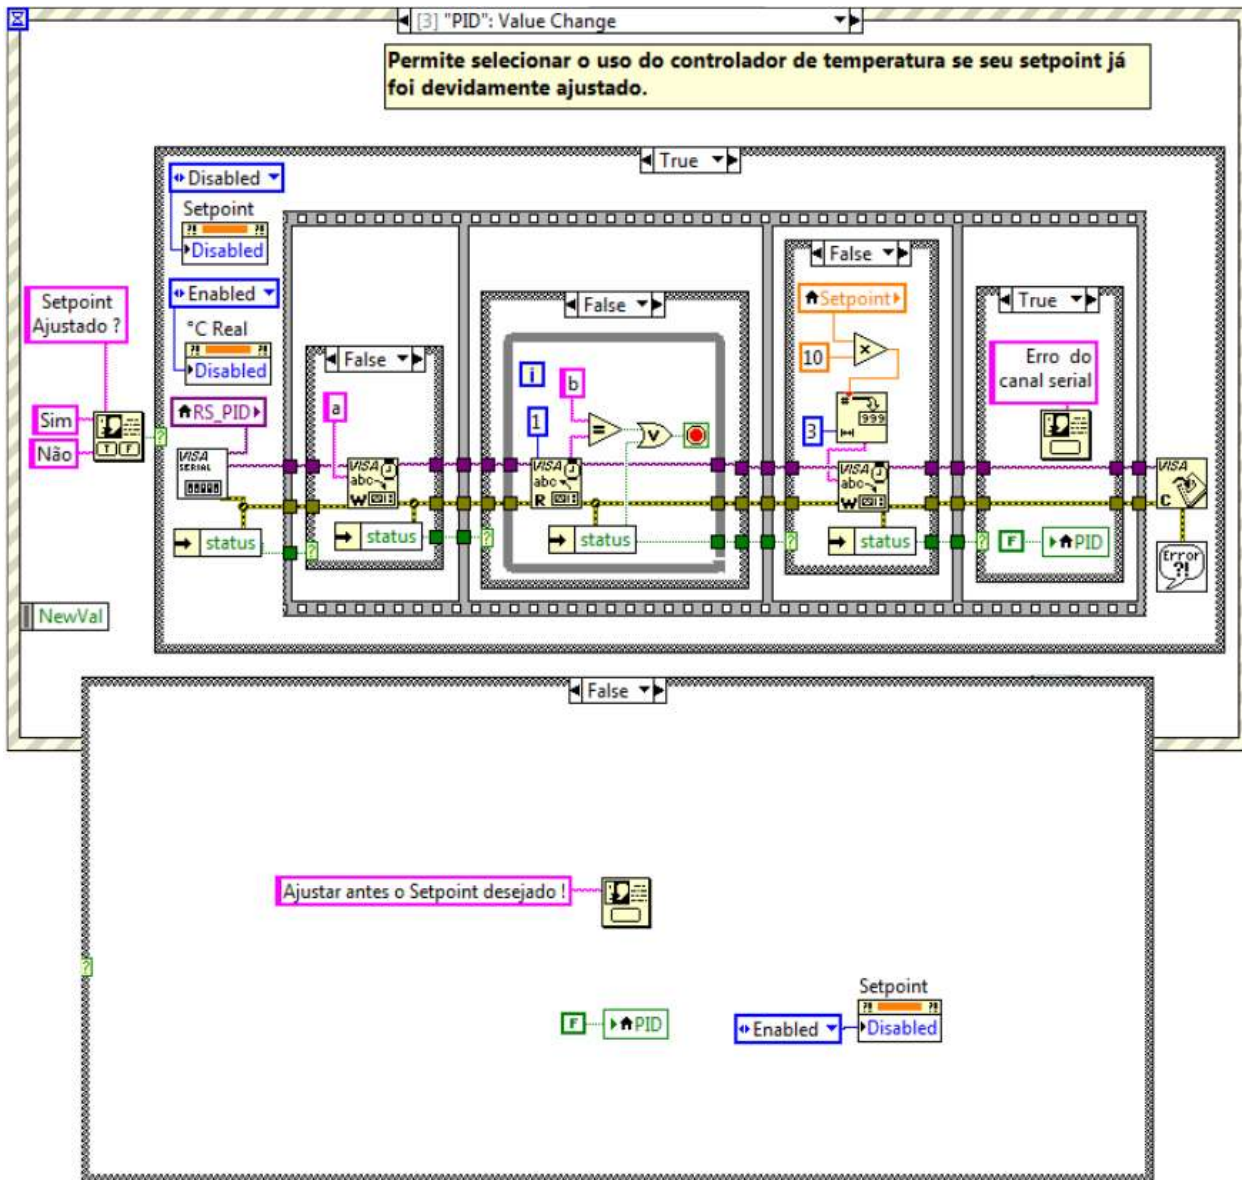 [3] "PID": Value Change
Permite selecionar o uso do controlador de temperatura se seu setpoint já
foi devidamente ajustado.
True
Disabled
Setpoint
Disabled
Enabled
°C Real
Disabled
RS_PID
Setpoint
Ajustado ?
Sim
Não
T F
VISA
SERIAL
status
NewVal
False
a
VISA
abc
W
status
False
i
b
1
=
V
VISA
abc
R
status
False
Setpoint
10
x
#
999
3
VISA
abc
W
status
True
Erro do
canal serial
F
PID
VISA
C
Error
?!
False
Ajustar antes o Setpoint desejado !
F
PID
Setpoint
Enabled
Disabled